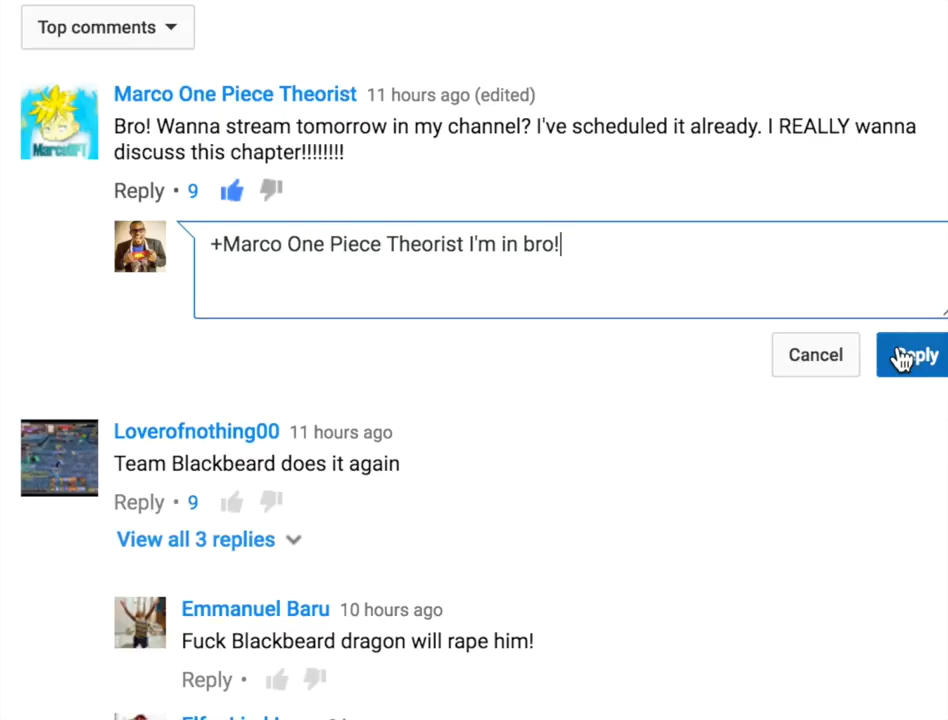 Top comments
Marco One Piece Theorist 11 hours ago (edited)
Bro! Wanna stream tomorrow in my channel? I've scheduled it already. I REALLY wanna
discuss this chapter!!!!!!!!
Reply • 9
+Marco One Piece Theorist I'm in bro!
Cancel Reply
Loverofnothing00 11 hours ago
Team Blackbeard does it again
Reply • 9
View all 3 replies
Emmanuel Baru 10 hours ago
Fuck Blackbeard dragon will rape him!
Reply •